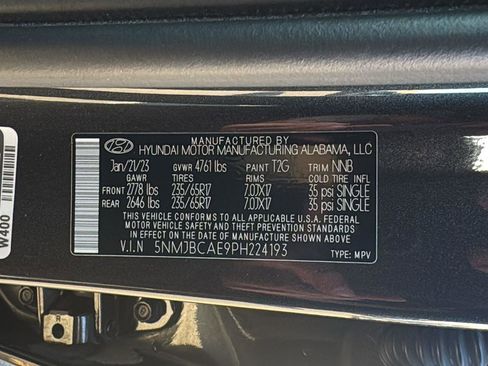 MANUFACTURED BY
HYUNDAI MOTOR MANUFACTURING ALABAMA, LLC
Jan/21/23 GVWR 4761 lbs PAINT T2G TRIM NNB
GAWR TIRES RIMS COLD TIRE INFL
FRONT 2778 lbs 235/65R17 7.0JX17 35 psi SINGLE
REAR 2646 lbs 235/65R17 7.0JX17 35 psi SINGLE
THIS VEHICLE CONFORMS TO ALL APPLICABLE U.S.A. FEDERAL
MOTOR VEHICLE SAFETY AND THEFT PREVENTION STANDARDS
IN EFFECT ON THE DATE OF MANUFACTURE SHOWN ABOVE.
V.I.N 5NMJBCAE9PH224193 TYPE: MPV
W400
R